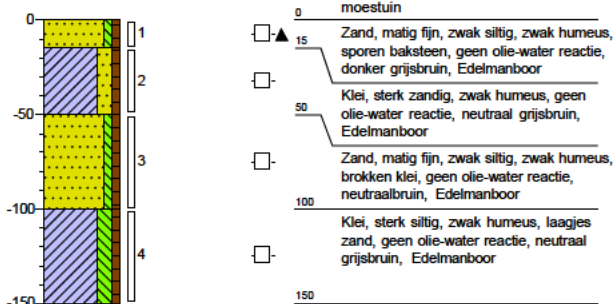 moestuin
0
0
1
Zand, matig fijn, zwak siltig, zwak humeus,
sporen baksteen, geen olie-water reactie,
donker grijsbruin, Edelmanboor
15
2
Klei, sterk zandig, zwak humeus, geen
olie-water reactie, neutraal grijsbruin,
Edelmanboor
-50
50
3
Zand, matig fijn, zwak siltig, zwak humeus,
brokken klei, geen olie-water reactie,
neutraalbruin, Edelmanboor
-100
100
4
Klei, sterk siltig, zwak humeus, laagjes
zand, geen olie-water reactie, neutraal
grijsbruin, Edelmanboor
-150
150